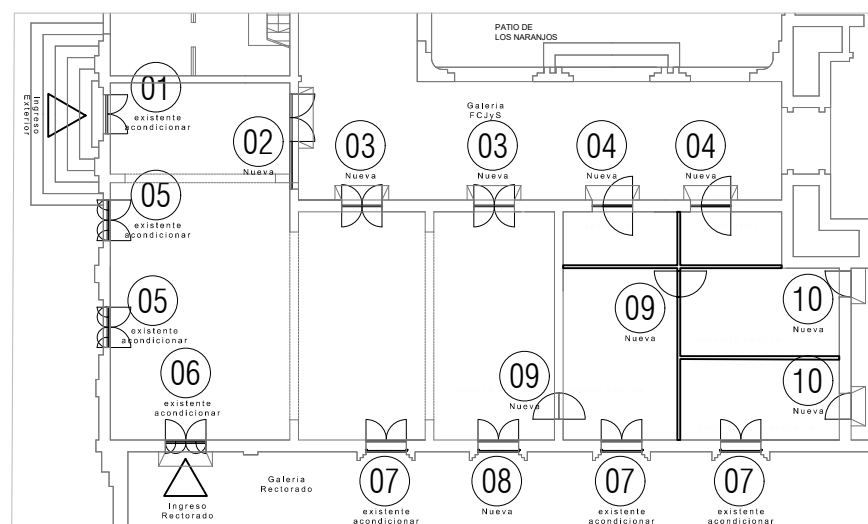 PATIO DE
LOS NARANJOS
Ingreso
Exterior
01
existente
acondicionar
02
Nueva
Galeria
FCJyS
03
Nueva
03
Nueva
04
Nueva
04
Nueva
05
existente
acondicionar
05
existente
acondicionar
06
existente
acondicionar
09
Nueva
09
Nueva
10
Nueva
10
Nueva
Ingreso
Rectorado
Galeria
Rectorado
07
existente
acondicionar
08
Nueva
07
existente
acondicionar
07
existente
acondicionar